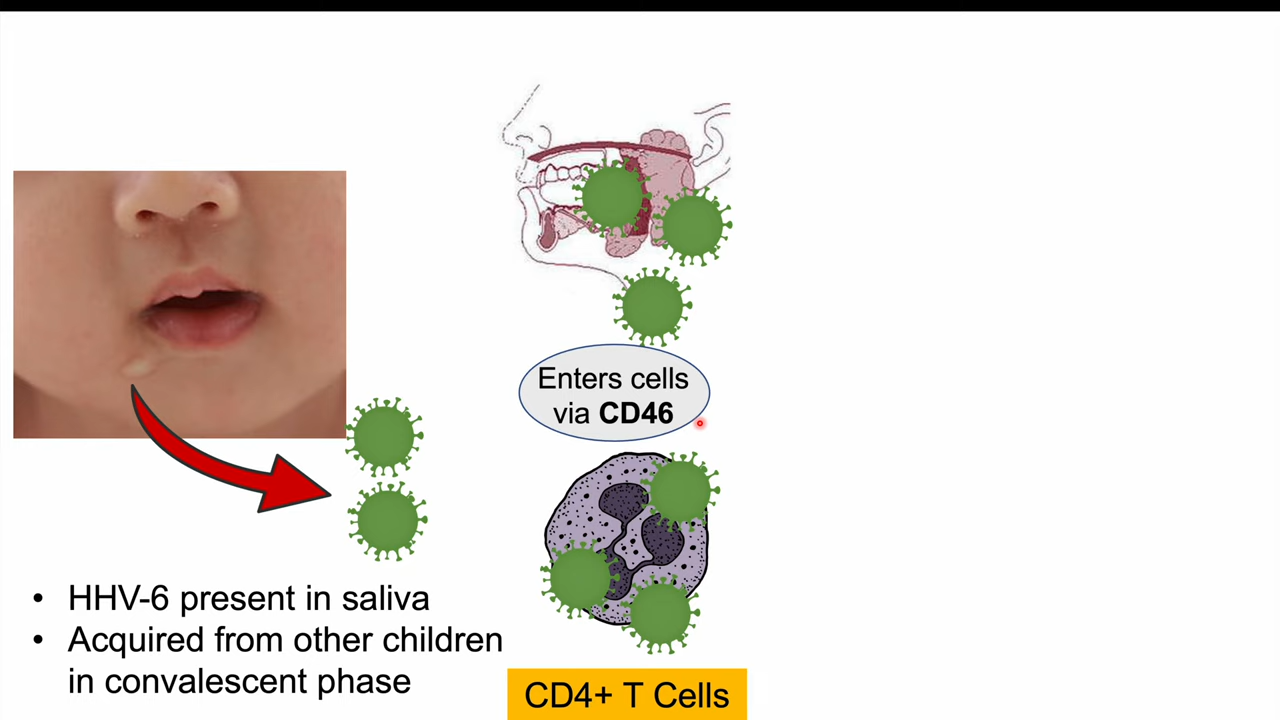 Enters cells
via CD46
• HHV-6 present in saliva
• Acquired from other children
in convalescent phase
CD4+ T Cells